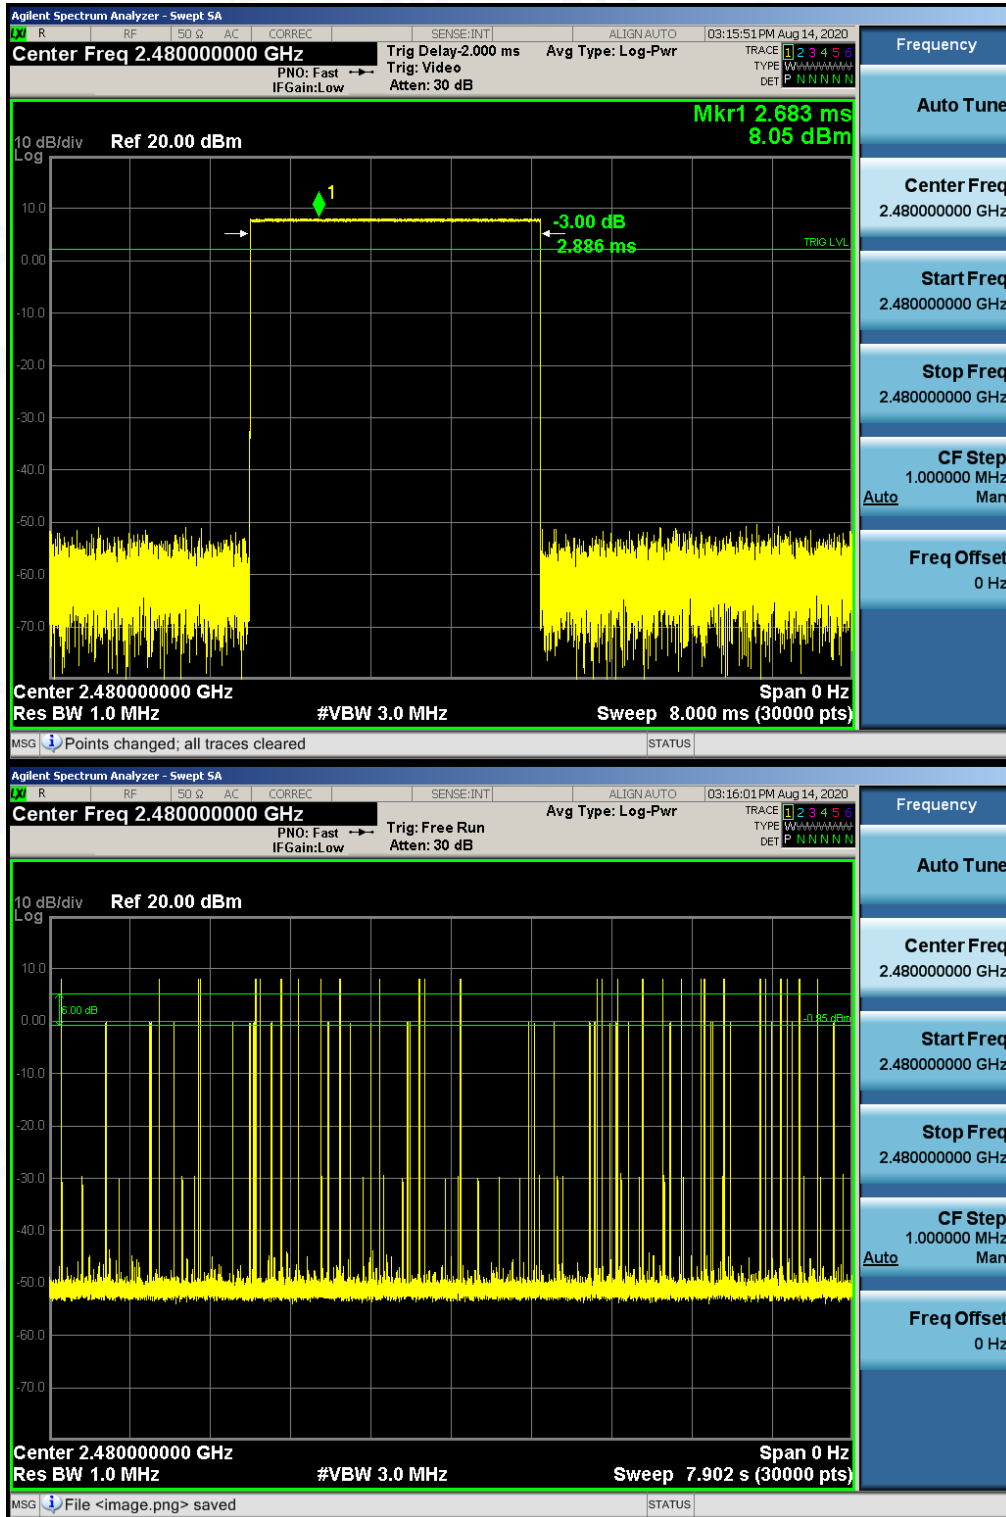 Agilent Spectrum Analyzer - Swept SA
LXI R RF 50 Ω AC CORREC SENSE:INT ALIGN AUTO 03:15:51 PM Aug 14, 2020
Center Freq 2.480000000 GHz
PNO: Fast
IFGain:Low
Trig Delay-2.000 ms
Trig: Video
Atten: 30 dB
Avg Type: Log-Pwr
TRACE 1 2 3 4 5 6
TYPE W
DET P N N N N N
Mkr1 2.683 ms
8.05 dBm
10 dB/div Ref 20.00 dBm
Log
10.0
1
-3.00 dB
2.886 ms
TRIG LVL
0.00
-10.0
-20.0
-30.0
-40.0
-50.0
-60.0
-70.0
Center 2.480000000 GHz Span 0 Hz
Res BW 1.0 MHz #VBW 3.0 MHz Sweep 8.000 ms (30000 pts)
MSG Points changed; all traces cleared STATUS
Frequency
Auto Tune
Center Freq
2.480000000 GHz
Start Freq
2.480000000 GHz
Stop Freq
2.480000000 GHz
CF Step
1.000000 MHz
Auto Man
Freq Offset
0 Hz
Agilent Spectrum Analyzer - Swept SA
LXI R RF 50 Ω AC CORREC SENSE:INT ALIGN AUTO 03:16:01 PM Aug 14, 2020
Center Freq 2.480000000 GHz
PNO: Fast
IFGain:Low
Trig: Free Run
Atten: 30 dB
Avg Type: Log-Pwr
TRACE 1 2 3 4 5 6
TYPE W
DET P N N N N N
10 dB/div Ref 20.00 dBm
Log
10.0
6.00 dB
0.00
-0.95 dBm
-10.0
-20.0
-30.0
-40.0
-50.0
-60.0
-70.0
Center 2.480000000 GHz Span 0 Hz
Res BW 1.0 MHz #VBW 3.0 MHz Sweep 7.902 s (30000 pts)
MSG File <image.png> saved STATUS
Frequency
Auto Tune
Center Freq
2.480000000 GHz
Start Freq
2.480000000 GHz
Stop Freq
2.480000000 GHz
CF Step
1.000000 MHz
Auto Man
Freq Offset
0 Hz